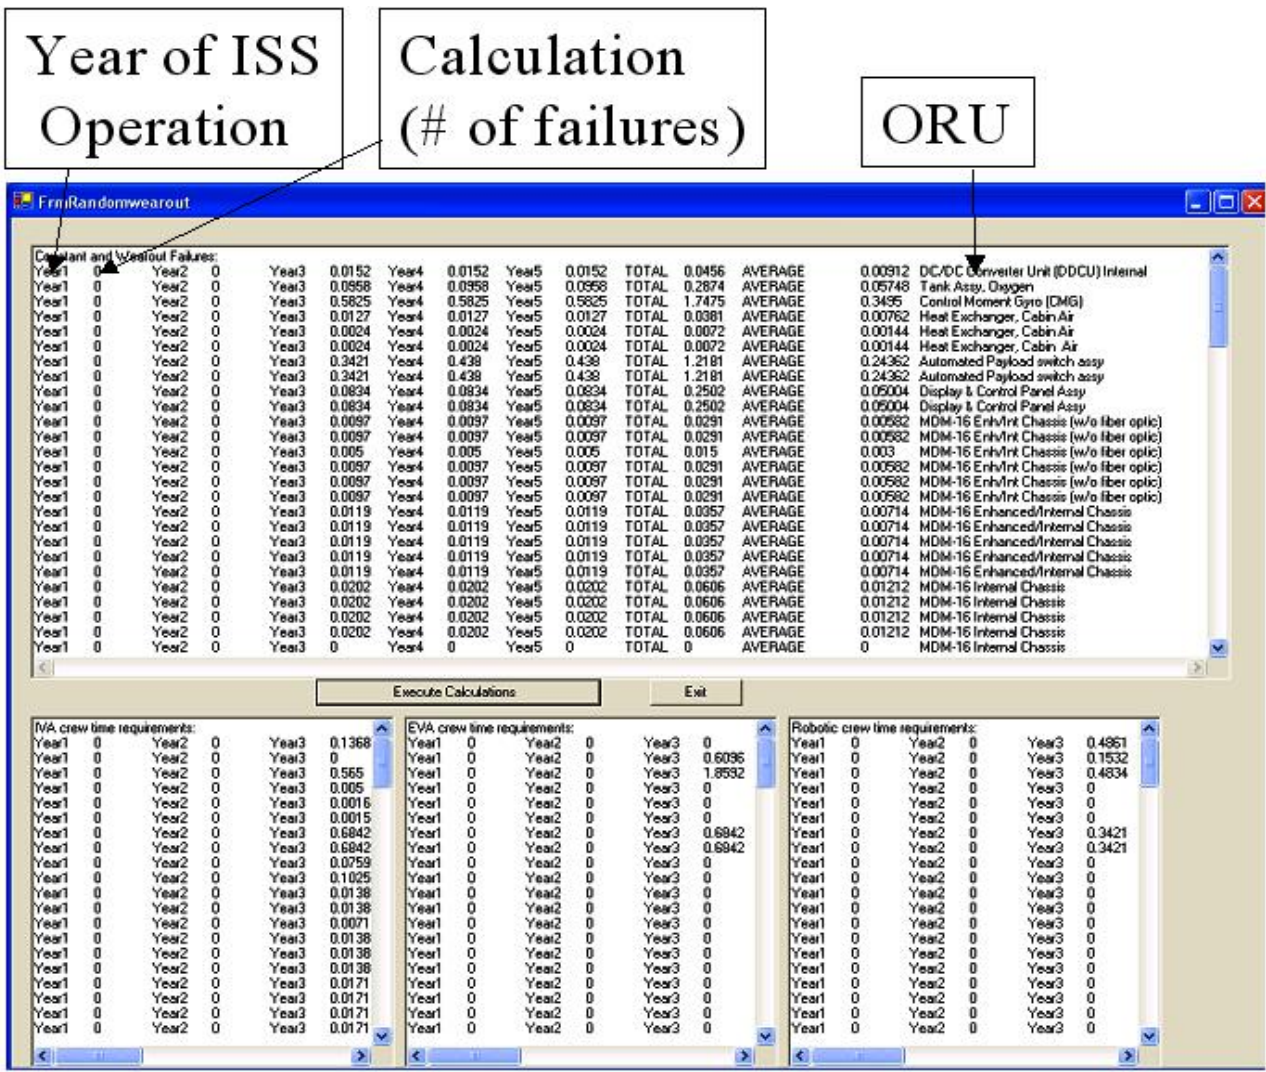 Year of ISS
Operation
Calculation
(# of failures)
ORU
FrmRandomwearout
Constant and Wearout Failures:
Year1 0 Year2 0 Year3 0.0152 Year4 0.0152 Year5 0.0152 TOTAL 0.0456 AVERAGE 0.00912 DC/DC Converter Unit (DDCU) Internal
Year1 0 Year2 0 Year3 0.0958 Year4 0.0958 Year5 0.0958 TOTAL 0.2874 AVERAGE 0.05748 Tank Assy, Oxygen
Year1 0 Year2 0 Year3 0.5825 Year4 0.5825 Year5 0.5825 TOTAL 1.7475 AVERAGE 0.3495 Control Moment Gyro (CMG)
Year1 0 Year2 0 Year3 0.0127 Year4 0.0127 Year5 0.0127 TOTAL 0.0381 AVERAGE 0.00762 Heat Exchanger, Cabin Air
Year1 0 Year2 0 Year3 0.0024 Year4 0.0024 Year5 0.0024 TOTAL 0.0072 AVERAGE 0.00144 Heat Exchanger, Cabin Air
Year1 0 Year2 0 Year3 0.0024 Year4 0.0024 Year5 0.0024 TOTAL 0.0072 AVERAGE 0.00144 Heat Exchanger, Cabin Air
Year1 0 Year2 0 Year3 0.3421 Year4 0.438 Year5 0.438 TOTAL 1.2181 AVERAGE 0.24362 Automated Payload switch assy
Year1 0 Year2 0 Year3 0.3421 Year4 0.438 Year5 0.438 TOTAL 1.2181 AVERAGE 0.24362 Automated Payload switch assy
Year1 0 Year2 0 Year3 0.0834 Year4 0.0834 Year5 0.0834 TOTAL 0.2502 AVERAGE 0.05004 Display & Control Panel Assy
Year1 0 Year2 0 Year3 0.0834 Year4 0.0834 Year5 0.0834 TOTAL 0.2502 AVERAGE 0.05004 Display & Control Panel Assy
Year1 0 Year2 0 Year3 0.0097 Year4 0.0097 Year5 0.0097 TOTAL 0.0291 AVERAGE 0.00582 MDM-16 Enh/Int Chassis (w/o fiber optic)
Year1 0 Year2 0 Year3 0.0097 Year4 0.0097 Year5 0.0097 TOTAL 0.0291 AVERAGE 0.00582 MDM-16 Enh/Int Chassis (w/o fiber optic)
Year1 0 Year2 0 Year3 0.005 Year4 0.005 Year5 0.005 TOTAL 0.015 AVERAGE 0.003 MDM-16 Enh/Int Chassis (w/o fiber optic)
Year1 0 Year2 0 Year3 0.0097 Year4 0.0097 Year5 0.0097 TOTAL 0.0291 AVERAGE 0.00582 MDM-16 Enh/Int Chassis (w/o fiber optic)
Year1 0 Year2 0 Year3 0.0097 Year4 0.0097 Year5 0.0097 TOTAL 0.0291 AVERAGE 0.00582 MDM-16 Enh/Int Chassis (w/o fiber optic)
Year1 0 Year2 0 Year3 0.0097 Year4 0.0097 Year5 0.0097 TOTAL 0.0291 AVERAGE 0.00582 MDM-16 Enh/Int Chassis (w/o fiber optic)
Year1 0 Year2 0 Year3 0.0119 Year4 0.0119 Year5 0.0119 TOTAL 0.0357 AVERAGE 0.00714 MDM-16 Enhanced/Internal Chassis
Year1 0 Year2 0 Year3 0.0119 Year4 0.0119 Year5 0.0119 TOTAL 0.0357 AVERAGE 0.00714 MDM-16 Enhanced/Internal Chassis
Year1 0 Year2 0 Year3 0.0119 Year4 0.0119 Year5 0.0119 TOTAL 0.0357 AVERAGE 0.00714 MDM-16 Enhanced/Internal Chassis
Year1 0 Year2 0 Year3 0.0119 Year4 0.0119 Year5 0.0119 TOTAL 0.0357 AVERAGE 0.00714 MDM-16 Enhanced/Internal Chassis
Year1 0 Year2 0 Year3 0.0119 Year4 0.0119 Year5 0.0119 TOTAL 0.0357 AVERAGE 0.00714 MDM-16 Enhanced/Internal Chassis
Year1 0 Year2 0 Year3 0.0202 Year4 0.0202 Year5 0.0202 TOTAL 0.0606 AVERAGE 0.01212 MDM-16 Internal Chassis
Year1 0 Year2 0 Year3 0.0202 Year4 0.0202 Year5 0.0202 TOTAL 0.0606 AVERAGE 0.01212 MDM-16 Internal Chassis
Year1 0 Year2 0 Year3 0.0202 Year4 0.0202 Year5 0.0202 TOTAL 0.0606 AVERAGE 0.01212 MDM-16 Internal Chassis
Year1 0 Year2 0 Year3 0.0202 Year4 0.0202 Year5 0.0202 TOTAL 0.0606 AVERAGE 0.01212 MDM-16 Internal Chassis
Year1 0 Year2 0 Year3 0 Year4 0 Year5 0 TOTAL 0 AVERAGE 0 MDM-16 Internal Chassis
Execute Calculations
Exit
IVA crew time requirements:
Year1 0 Year2 0 Year3 0.1368
Year1 0 Year2 0 Year3 0
Year1 0 Year2 0 Year3 0.565
Year1 0 Year2 0 Year3 0.005
Year1 0 Year2 0 Year3 0.0016
Year1 0 Year2 0 Year3 0.0015
Year1 0 Year2 0 Year3 0.6842
Year1 0 Year2 0 Year3 0.6842
Year1 0 Year2 0 Year3 0.0759
Year1 0 Year2 0 Year3 0.1025
Year1 0 Year2 0 Year3 0.0138
Year1 0 Year2 0 Year3 0.0138
Year1 0 Year2 0 Year3 0.0071
Year1 0 Year2 0 Year3 0.0138
Year1 0 Year2 0 Year3 0.0138
Year1 0 Year2 0 Year3 0.0138
Year1 0 Year2 0 Year3 0.0171
Year1 0 Year2 0 Year3 0.0171
Year1 0 Year2 0 Year3 0.0171
Year1 0 Year2 0 Year3 0.0171
EVA crew time requirements:
Year1 0 Year2 0 Year3 0
Year1 0 Year2 0 Year3 0.6096
Year1 0 Year2 0 Year3 1.8592
Year1 0 Year2 0 Year3 0
Year1 0 Year2 0 Year3 0
Year1 0 Year2 0 Year3 0
Year1 0 Year2 0 Year3 0.6842
Year1 0 Year2 0 Year3 0.6842
Year1 0 Year2 0 Year3 0
Year1 0 Year2 0 Year3 0
Year1 0 Year2 0 Year3 0
Year1 0 Year2 0 Year3 0
Year1 0 Year2 0 Year3 0
Year1 0 Year2 0 Year3 0
Year1 0 Year2 0 Year3 0
Year1 0 Year2 0 Year3 0
Year1 0 Year2 0 Year3 0
Year1 0 Year2 0 Year3 0
Year1 0 Year2 0 Year3 0
Year1 0 Year2 0 Year3 0
Robotic crew time requirements:
Year1 0 Year2 0 Year3 0.4861
Year1 0 Year2 0 Year3 0.1532
Year1 0 Year2 0 Year3 0.4834
Year1 0 Year2 0 Year3 0
Year1 0 Year2 0 Year3 0
Year1 0 Year2 0 Year3 0
Year1 0 Year2 0 Year3 0.3421
Year1 0 Year2 0 Year3 0.3421
Year1 0 Year2 0 Year3 0
Year1 0 Year2 0 Year3 0
Year1 0 Year2 0 Year3 0
Year1 0 Year2 0 Year3 0
Year1 0 Year2 0 Year3 0
Year1 0 Year2 0 Year3 0
Year1 0 Year2 0 Year3 0
Year1 0 Year2 0 Year3 0
Year1 0 Year2 0 Year3 0
Year1 0 Year2 0 Year3 0
Year1 0 Year2 0 Year3 0
Year1 0 Year2 0 Year3 0